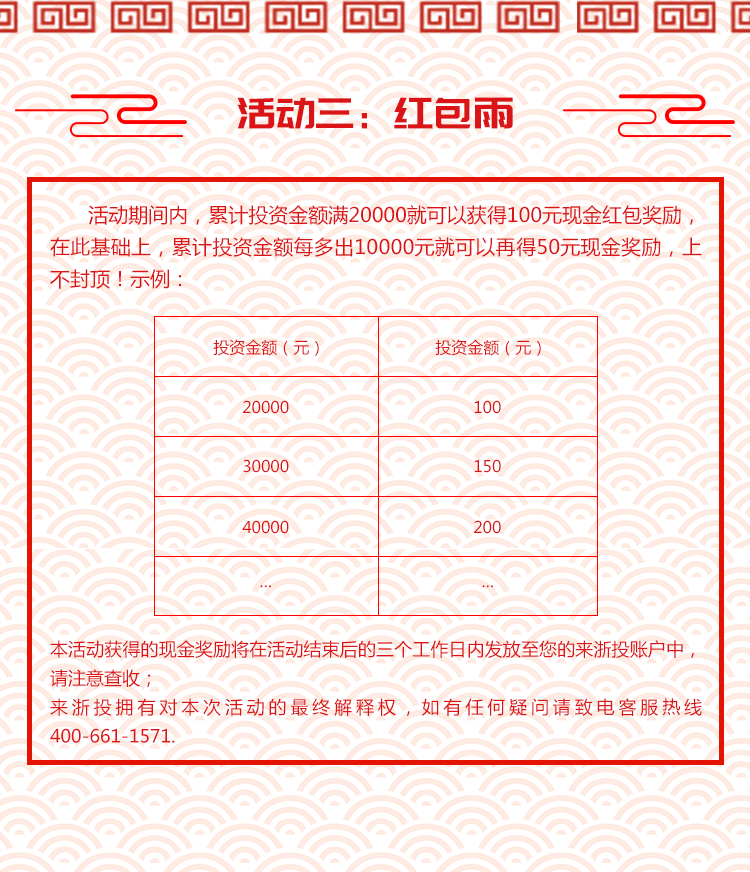 活动三：红包雨
活动期间内，累计投资金额满20000就可以获得100元现金红包奖励，
在此基础上，累计投资金额每多出10000元就可以再得50元现金奖励，上
不封顶！示例：
投资金额（元） 投资金额（元）
20000 100
30000 150
40000 200
... ...
本活动获得的现金奖励将在活动结束后的三个工作日内发放至您的来浙投账户中，
请注意查收；
来浙投拥有对本次活动的最终解释权，如有任何疑问请致电客服热线
400-661-1571.